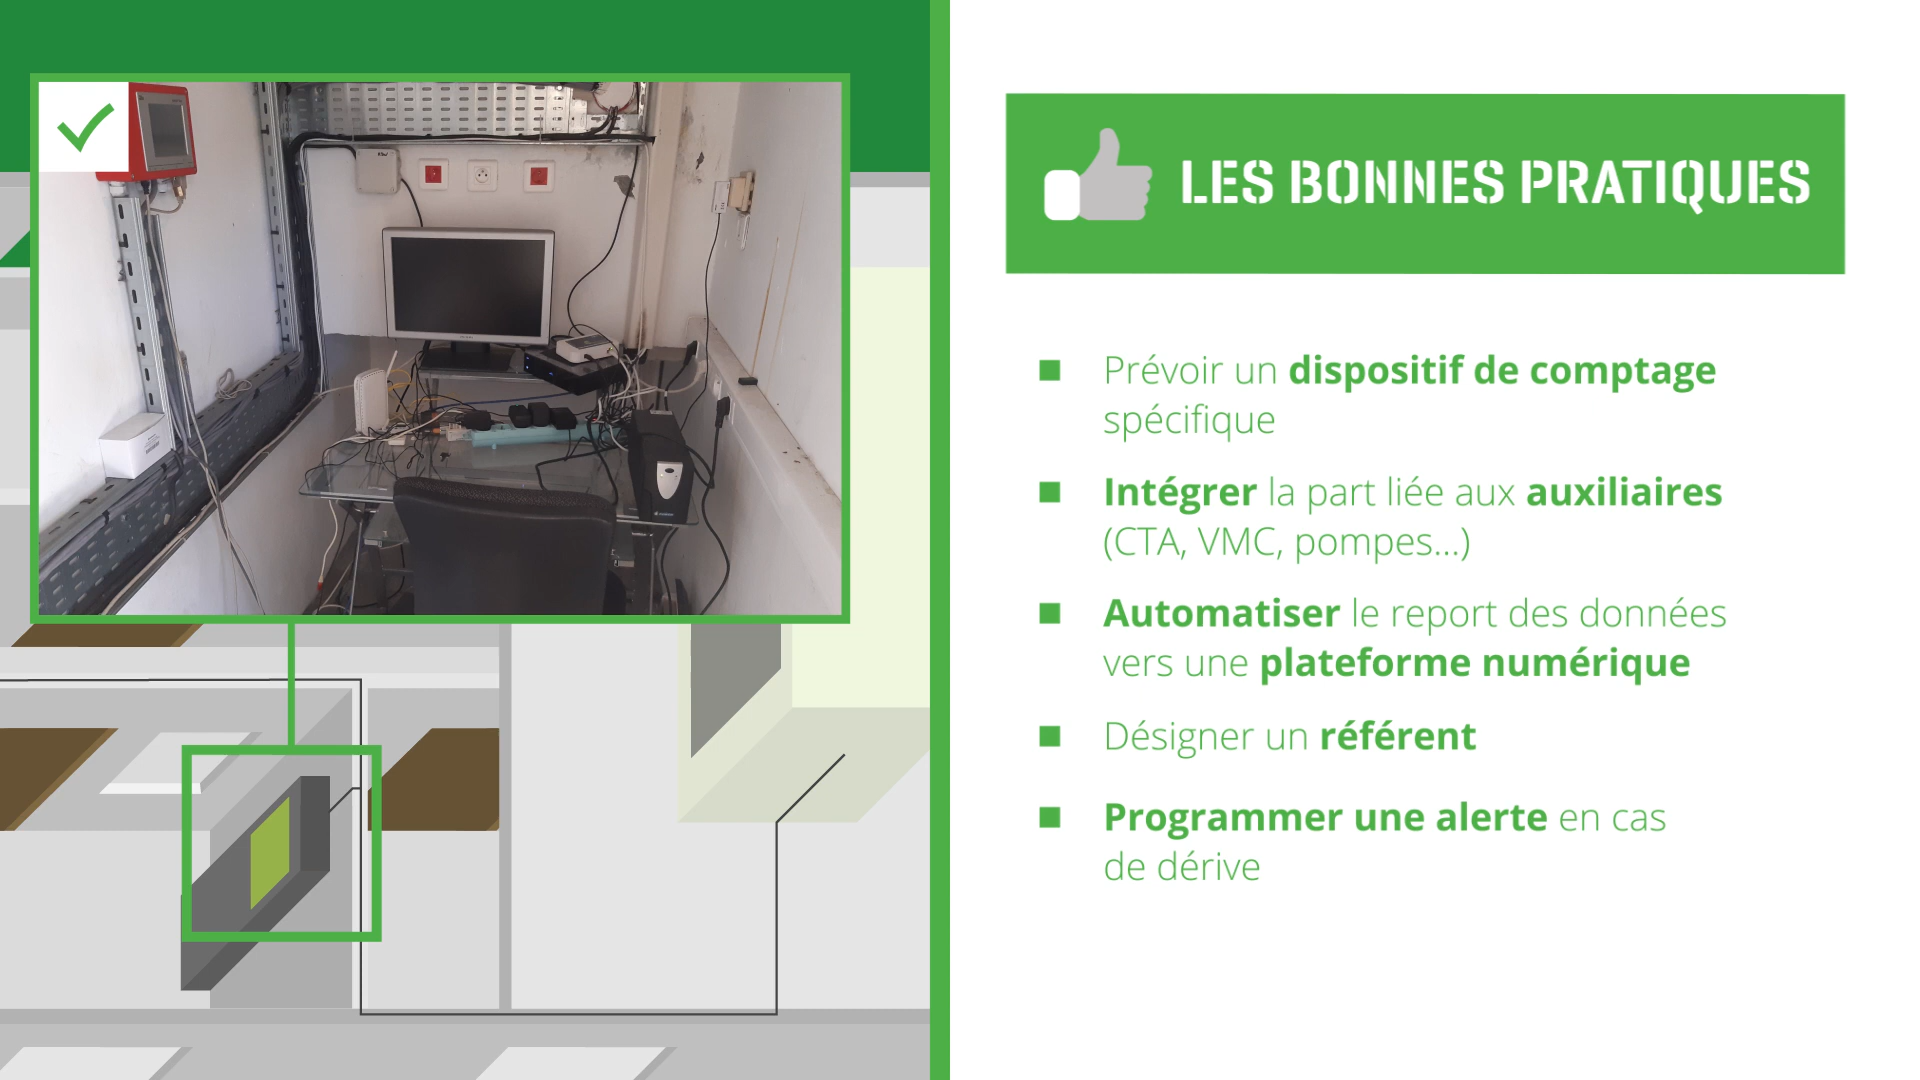 LES BONNES PRATIQUES
■ Prévoir un dispositif de comptage
spécifique
■ Intégrer la part liée aux auxiliaires
(CTA, VMC, pompes...)
■ Automatiser le report des données
vers une plateforme numérique
■ Désigner un référent
■ Programmer une alerte en cas
de dérive